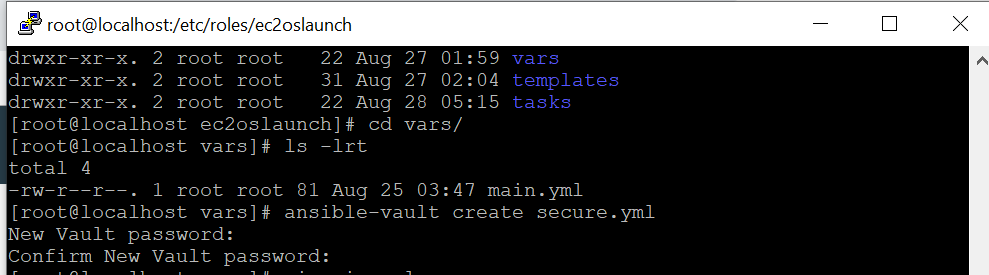 root@localhost:/etc/roles/ec2oslaunch
drwxr-xr-x. 2 root root   22 Aug 27 01:59 vars
drwxr-xr-x. 2 root root   31 Aug 27 02:04 templates
drwxr-xr-x. 2 root root   22 Aug 28 05:15 tasks
[root@localhost ec2oslaunch]# cd vars/
[root@localhost vars]# ls -lrt
total 4
-rw-r--r--. 1 root root 81 Aug 25 03:47 main.yml
[root@localhost vars]# ansible-vault create secure.yml
New Vault password:
Confirm New Vault password: